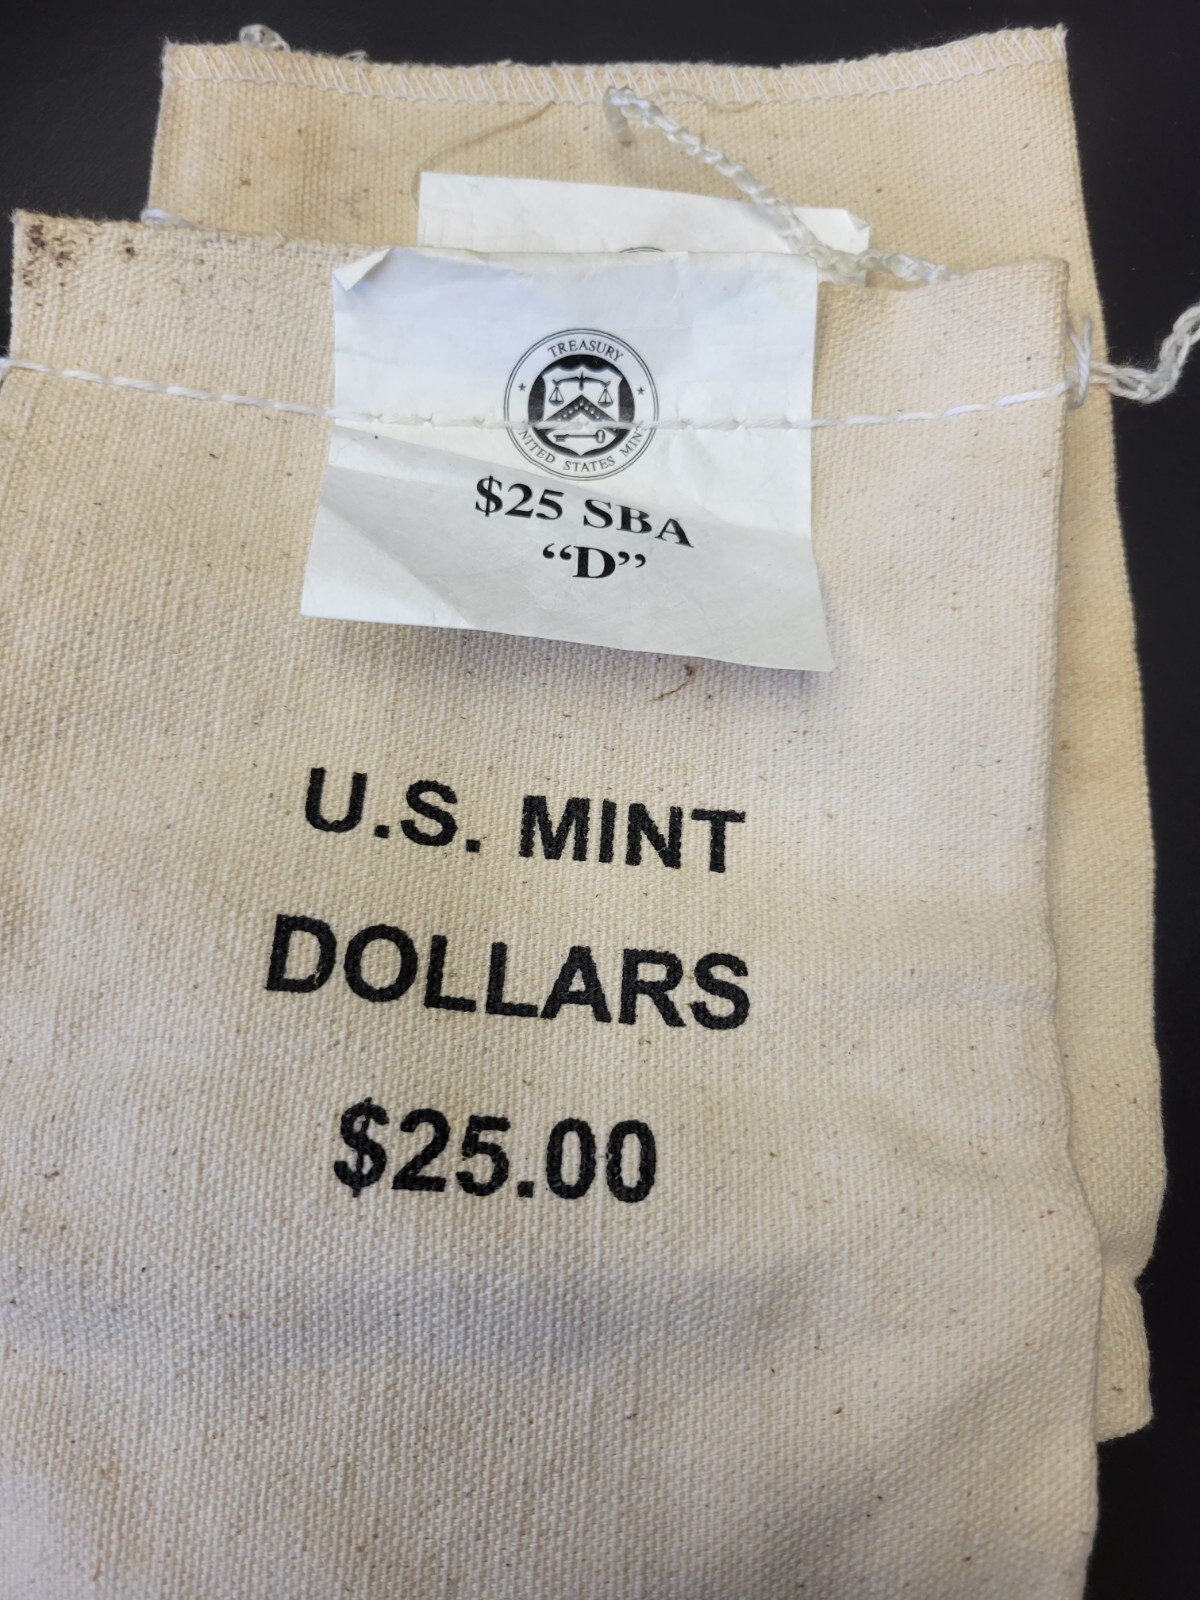 TREASURY
UNITED STATES MINT
$25 SBA
“D”
U.S. MINT
DOLLARS
$25.00